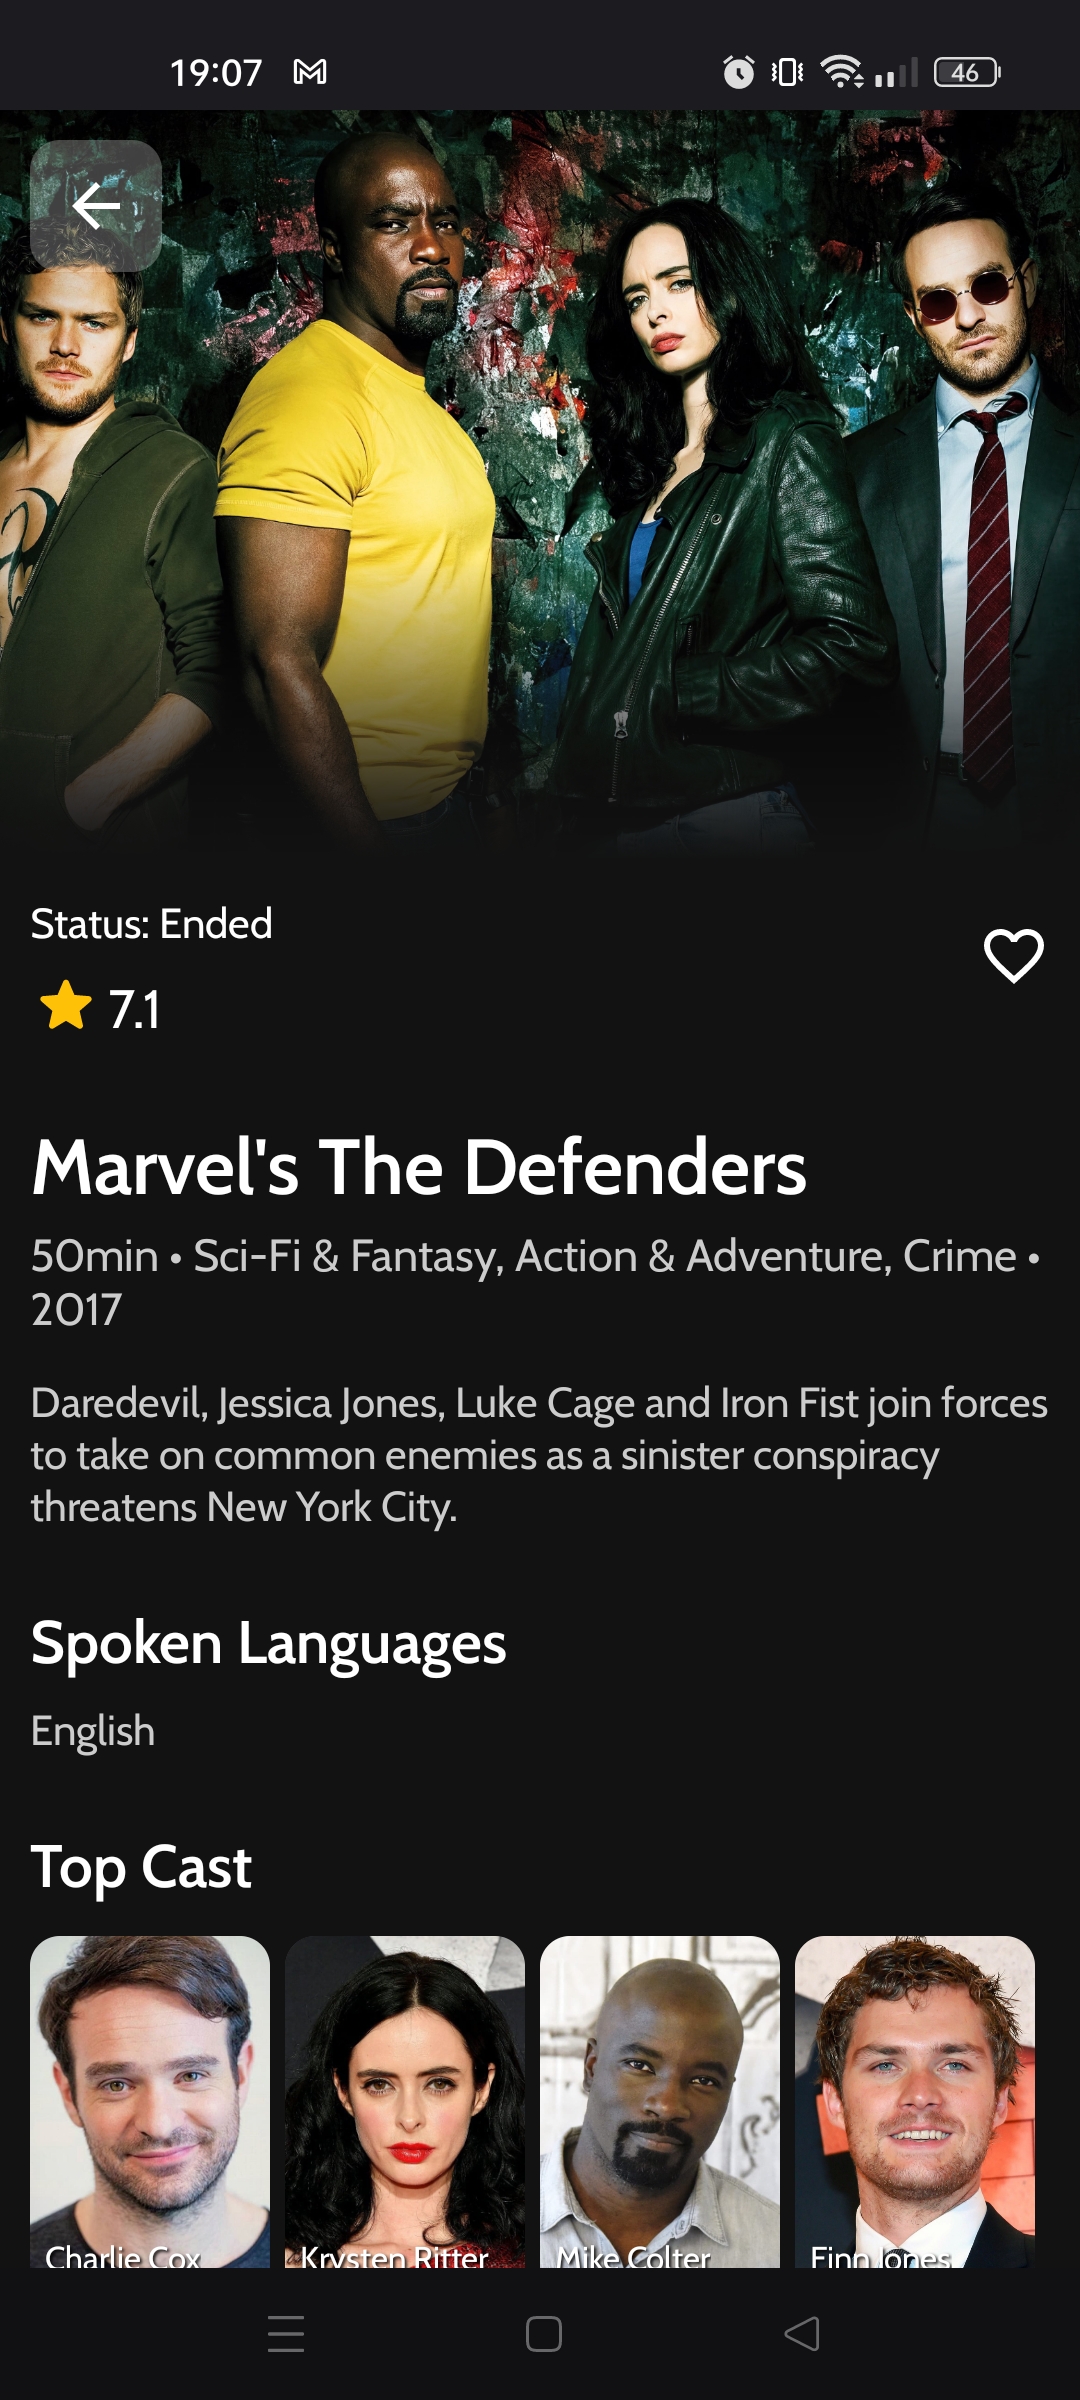 19:07
46
Status: Ended
7.1
Marvel's The Defenders
50min • Sci-Fi & Fantasy, Action & Adventure, Crime •
2017
Daredevil, Jessica Jones, Luke Cage and Iron Fist join forces
to take on common enemies as a sinister conspiracy
threatens New York City.
Spoken Languages
English
Top Cast
Charlie Cox
Krysten Ritter
Mike Colter
Finn Jones